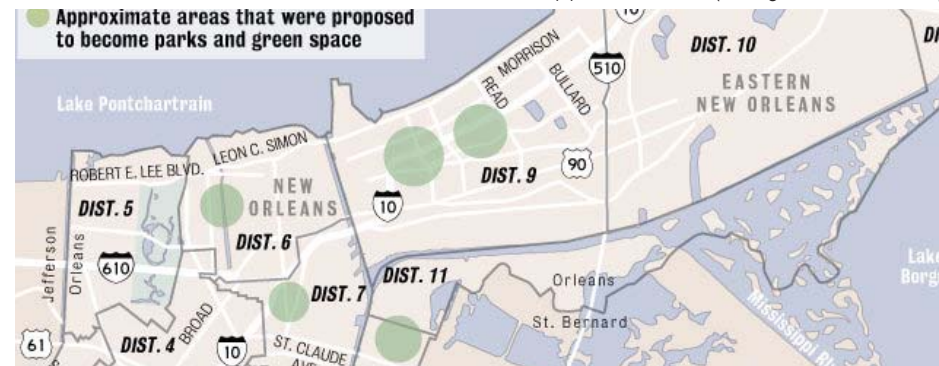 Approximate areas that were proposed
to become parks and green space
10
MORRISON
DIST. 10
510
READ
BULLARD
EASTERN
NEW ORLEANS
Lake Pontchartrain
LEON C. SIMON
ROBERT E. LEE BLVD.
90
DIST. 9
NEW
ORLEANS
10
DIST. 5
DIST. 6
Jefferson
Orleans
610
DIST. 11
Orleans
DIST. 7
St. Bernard
Mississippi
BROAD
61
DIST. 4
10
ST. CLAUDE